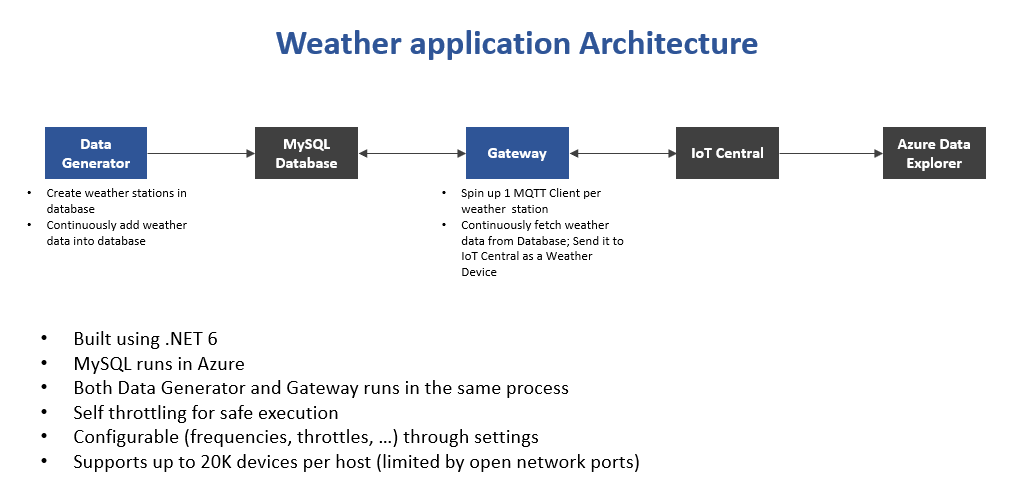 Weather application Architecture
Data
Generator
MySQL
Database
Gateway
IoT Central
Azure Data
Explorer
• Create weather stations in
database
• Continuously add weather
data into database
• Spin up 1 MQTT Client per
weather station
• Continuously fetch weather
data from Database; Send it to
IoT Central as a Weather
Device
• Built using .NET 6
• MySQL runs in Azure
• Both Data Generator and Gateway runs in the same process
• Self throttling for safe execution
• Configurable (frequencies, throttles, …) through settings
• Supports up to 20K devices per host (limited by open network ports)